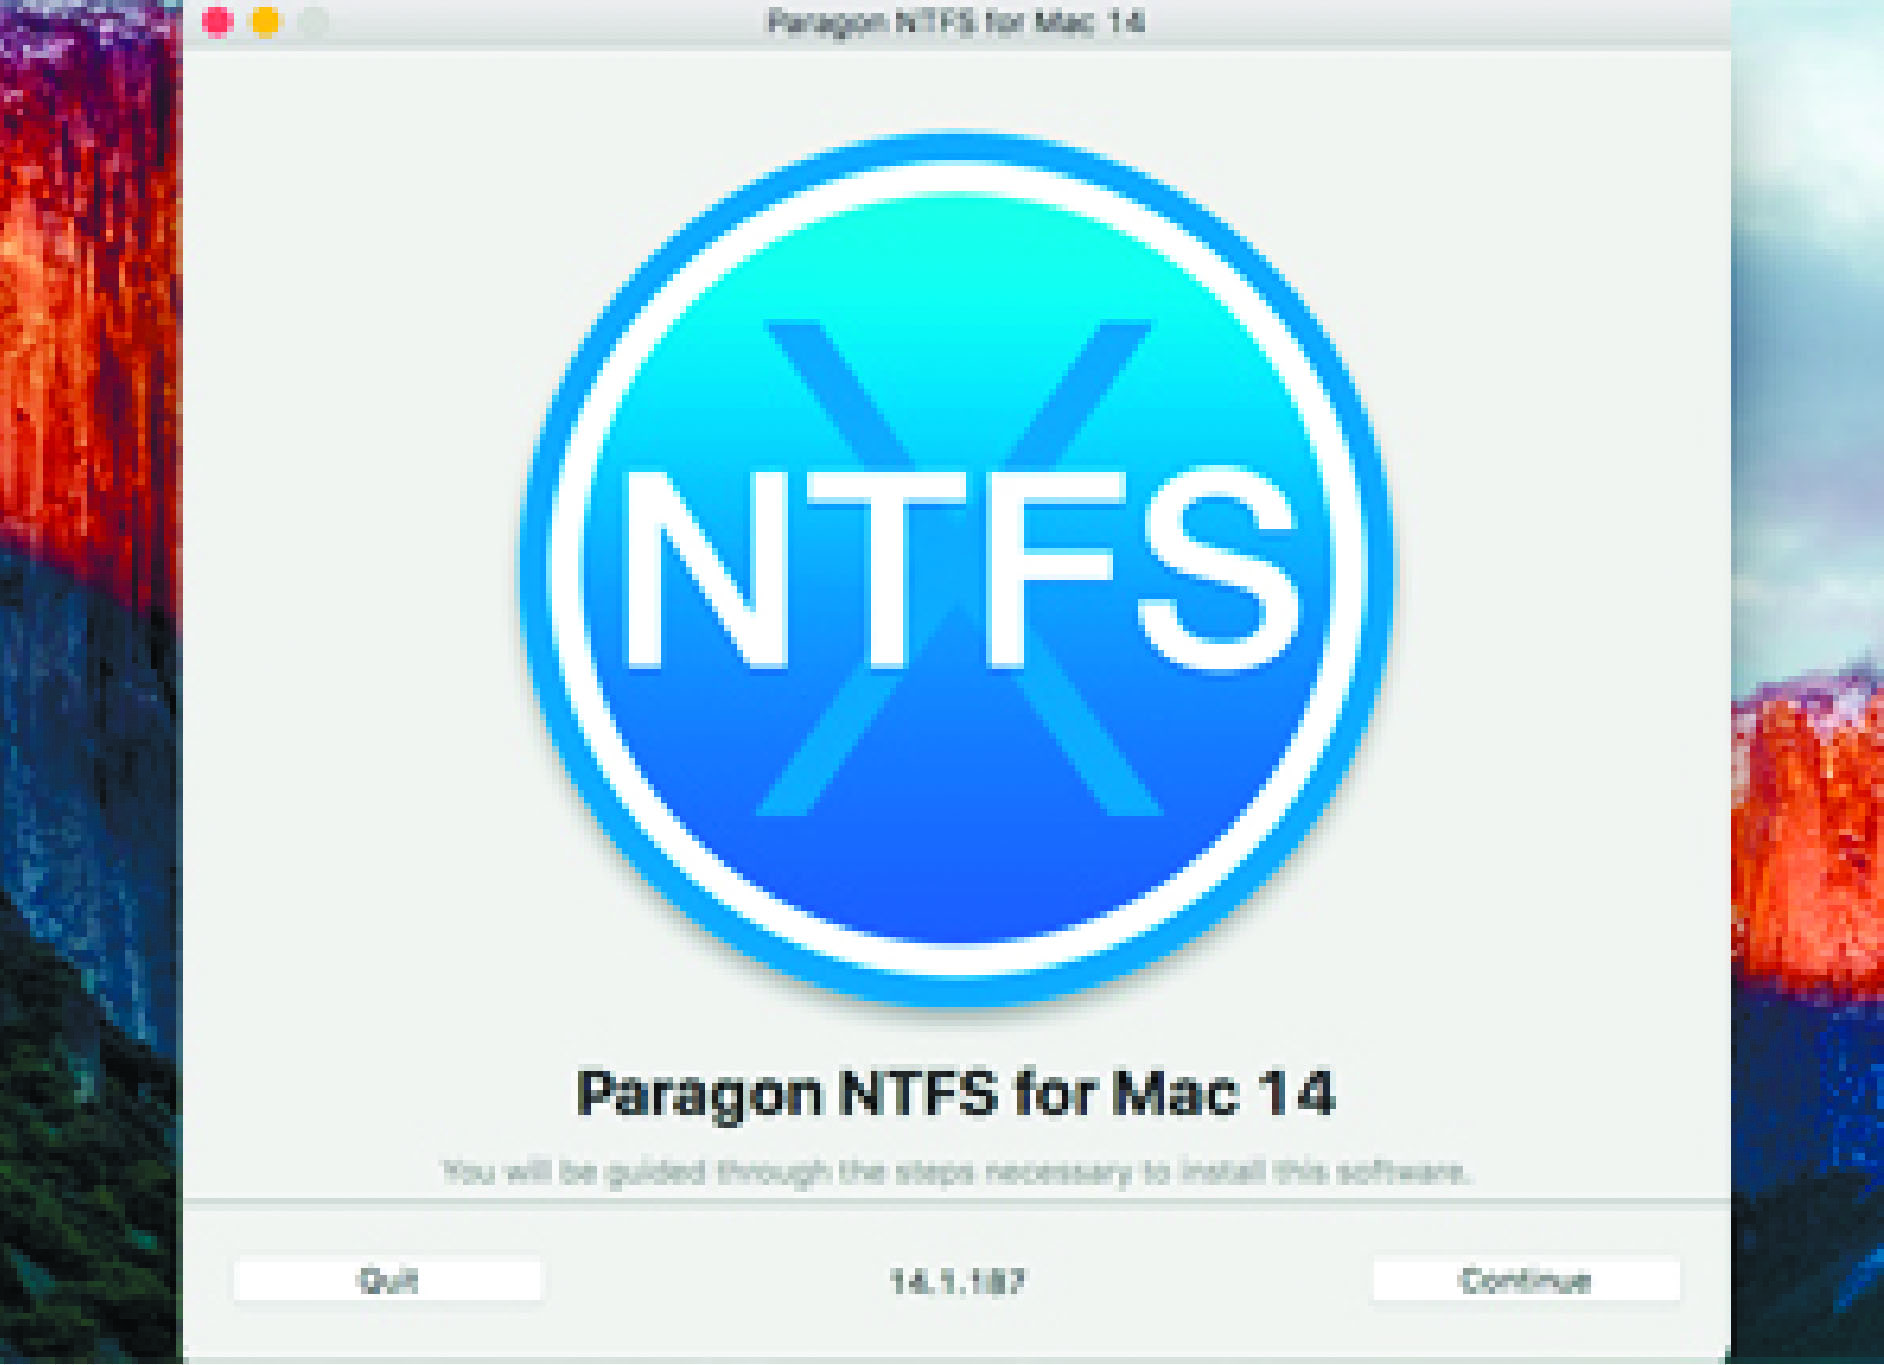 Paragon NTFS for Mac 14
NTFS
Paragon NTFS for Mac 14
You will be guided through the steps necessary to install this software.
Quit
14.1.187
Continue